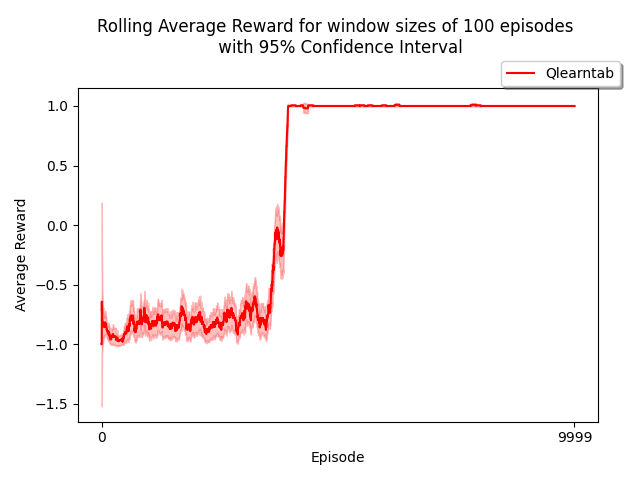 Rolling Average Reward for window sizes of 100 episodes
with 95% Confidence Interval
Qlearntab
Average Reward
1.0
0.5
0.0
−0.5
−1.0
−1.5
0
9999
Episode